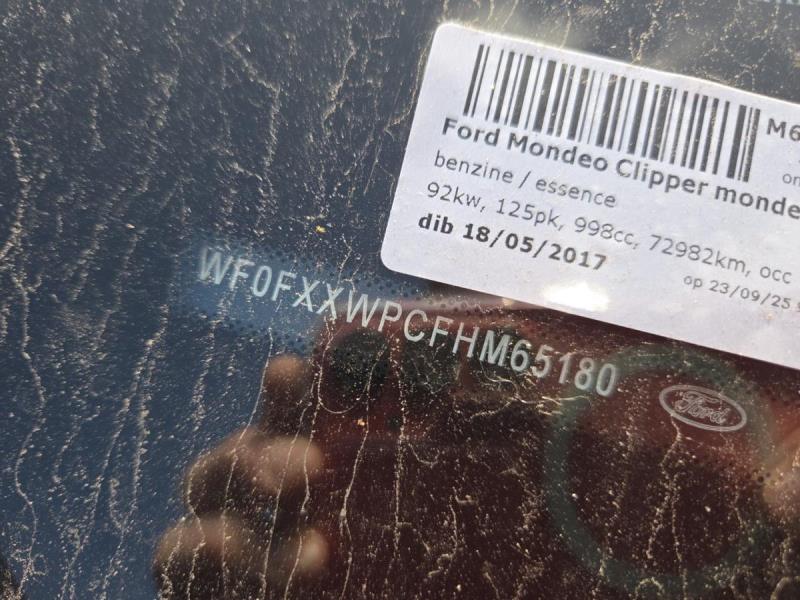 M6
Ford Mondeo Clipper monde
benzine / essence
92kw, 125pk, 998cc, 72982km, occ
dib 18/05/2017
op 23/09/25
WF0FXXWPCFHM65180
Ford